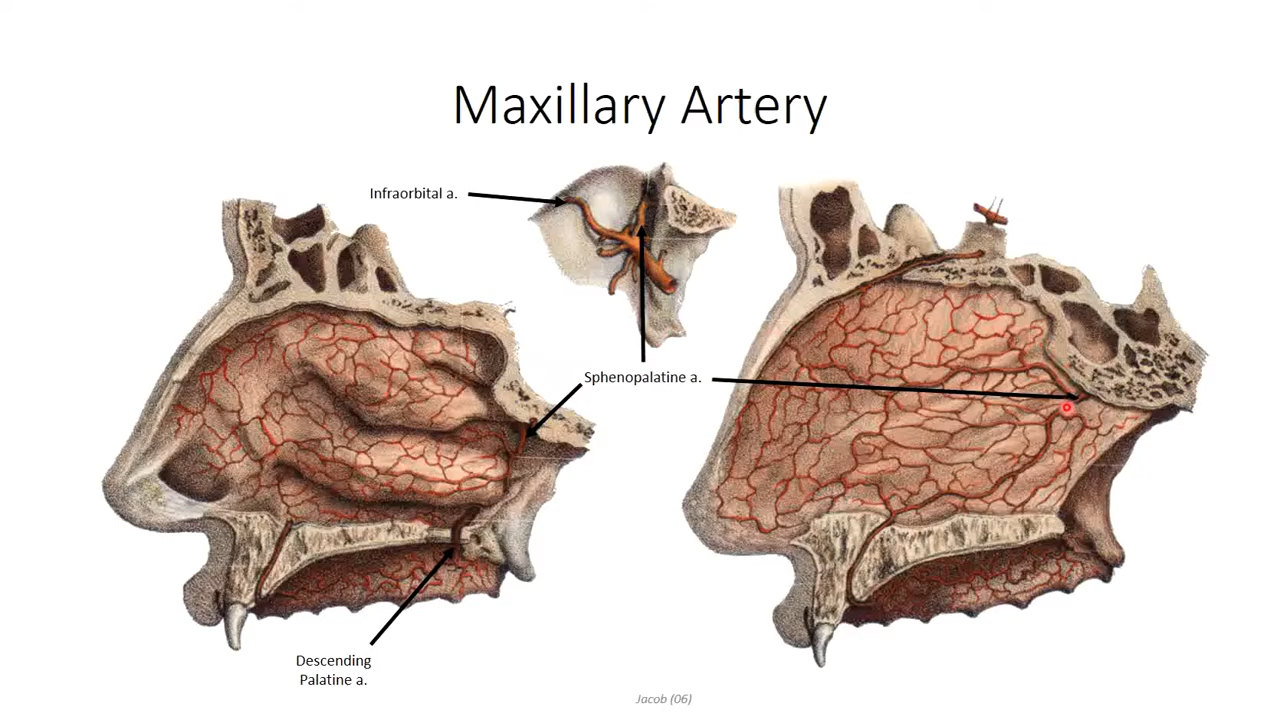 Maxillary Artery
Infraorbital a.
Sphenopalatine a.
Descending
Palatine a.
Jacob (06)